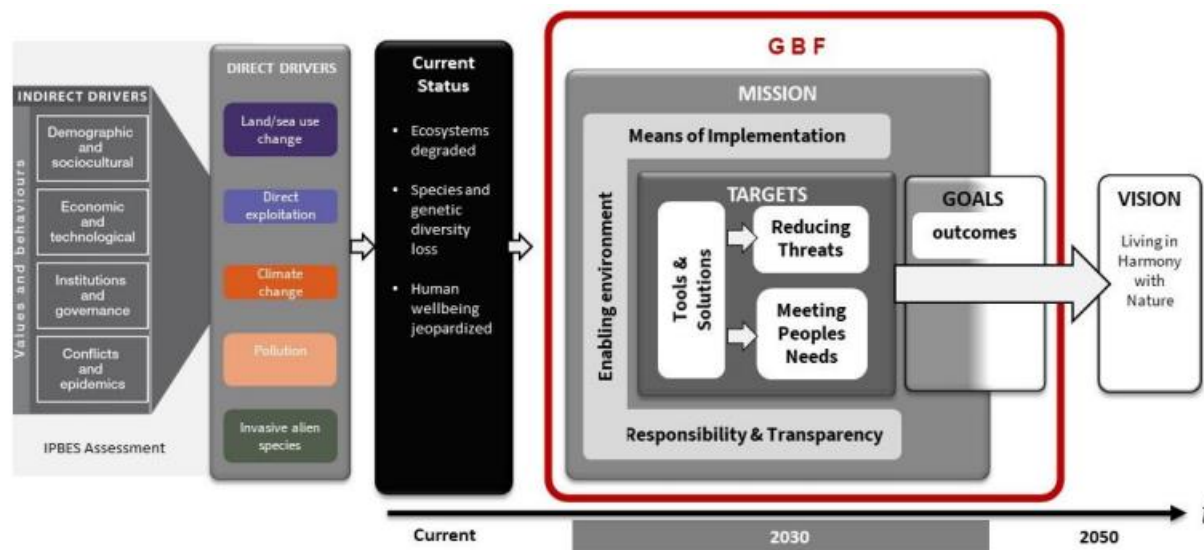 INDIRECT DRIVERS
Values and behaviours
Demographic
and
sociocultural
Economic
and
technological
Institutions
and
governance
Conflicts
and
epidemics
IPBES Assessment
DIRECT DRIVERS
Land/sea use
change
Direct
exploitation
Climate
change
Pollution
Invasive alien
species
Current
Status
• Ecosystems
degraded
• Species and
genetic
diversity
loss
• Human
wellbeing
jeopardized
GBF
MISSION
Means of Implementation
Enabling environment
TARGETS
Tools &
Solutions
Reducing
Threats
Meeting
Peoples
Needs
Responsibility & Transparency
GOALS
outcomes
VISION
Living in
Harmony
with
Nature
Current
2030
2050